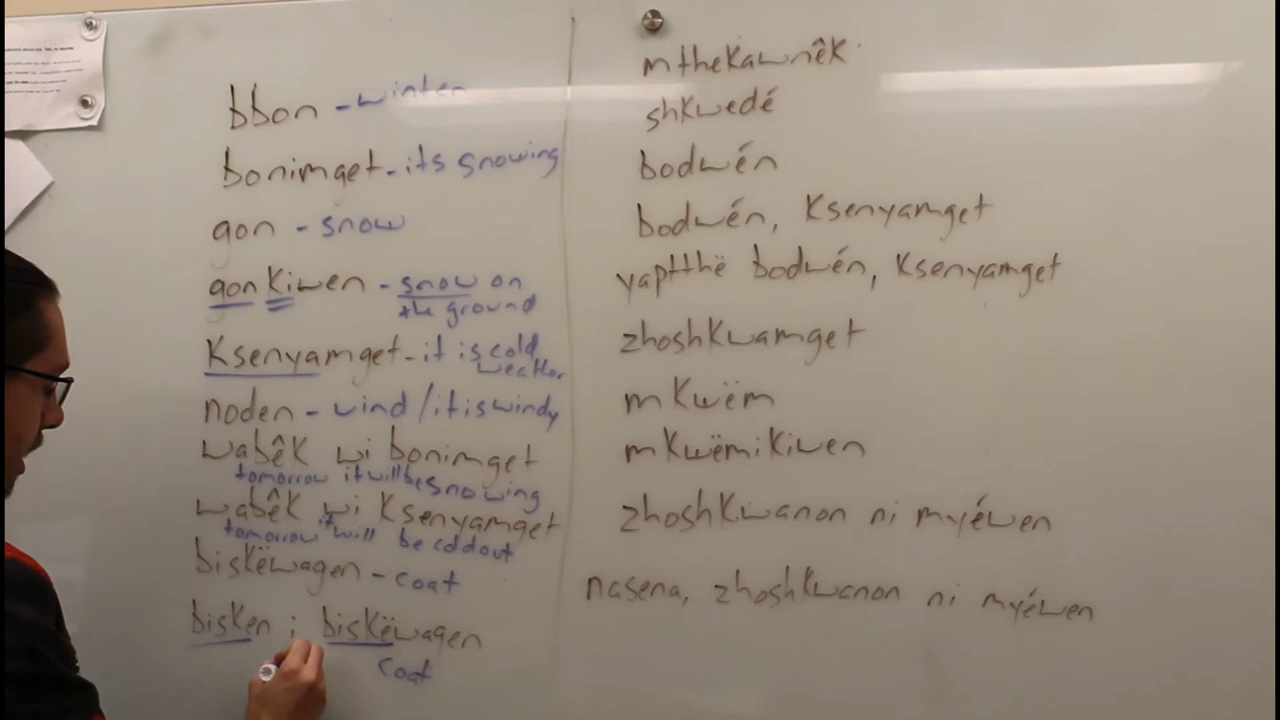 bbon - winter
bonimget - its snowing
gon - snow
gonkiwen - snow on
the ground
Ksenyamget - it is cold
weather
noden - wind / it is windy
wabêk wi bonimget
tomorrow it will be snowing
wabêk wi Ksenyamget
tomorrow it will be cold out
biskëwagen - coat
bisken ; biskëwagen
coat
mthekawnêk
shkwedé
bodwén
bodwén, Ksenyamget
yaptthë bodwén, Ksenyamget
zhoshkwamget
mkwëm
mkwëmikiwen
zhoshkwanon ni myéwen
nasena, zhoshkwanon ni myéwen